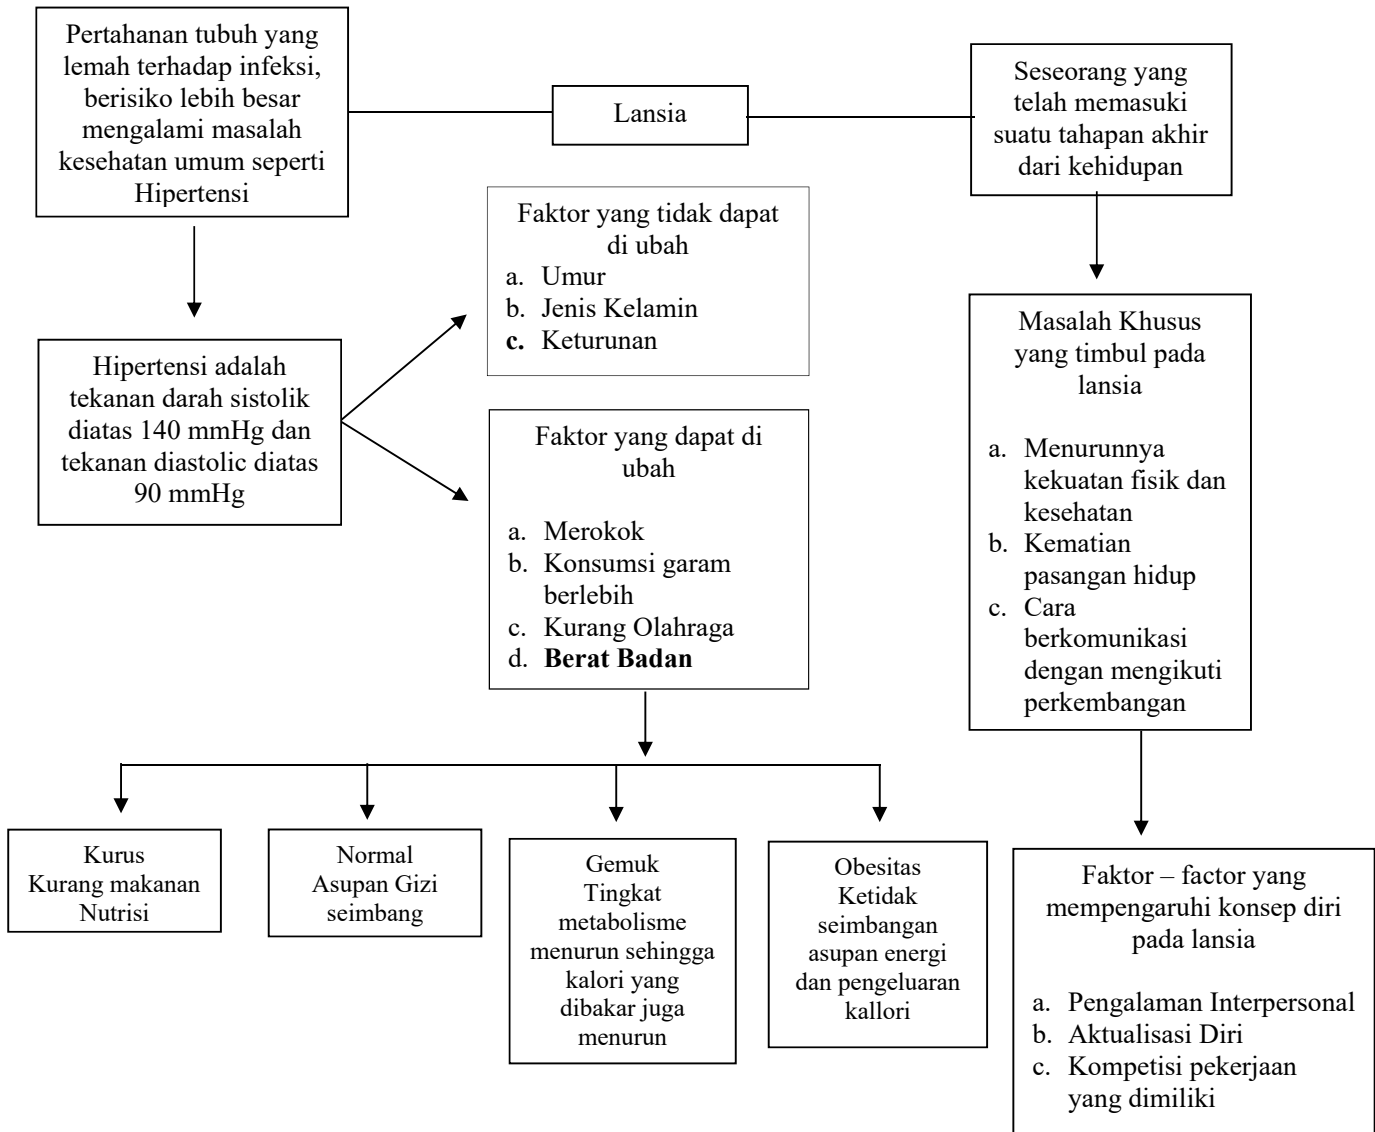 Pertahanan tubuh yang
lemah terhadap infeksi,
berisiko lebih besar
mengalami masalah
kesehatan umum seperti
Hipertensi
Lansia
Seseorang yang
telah memasuki
suatu tahapan akhir
dari kehidupan
Faktor yang tidak dapat
di ubah
a. Umur
b. Jenis Kelamin
c. Keturunan
Hipertensi adalah
tekanan darah sistolik
diatas 140 mmHg dan
tekanan diastolic diatas
90 mmHg
Faktor yang dapat di
ubah
a. Merokok
b. Konsumsi garam
berlebih
c. Kurang Olahraga
d. Berat Badan
Masalah Khusus
yang timbul pada
lansia
a. Menurunnya
kekuatan fisik dan
kesehatan
b. Kematian
pasangan hidup
c. Cara
berkomunikasi
dengan mengikuti
perkembangan
Kurus
Kurang makanan
Nutrisi
Normal
Asupan Gizi
seimbang
Gemuk
Tingkat
metabolisme
menurun sehingga
kalori yang
dibakar juga
menurun
Obesitas
Ketidak
seimbangan
asupan energi
dan pengeluaran
kallori
Faktor – factor yang
mempengaruhi konsep diri
pada lansia
a. Pengalaman Interpersonal
b. Aktualisasi Diri
c. Kompetisi pekerjaan
yang dimiliki